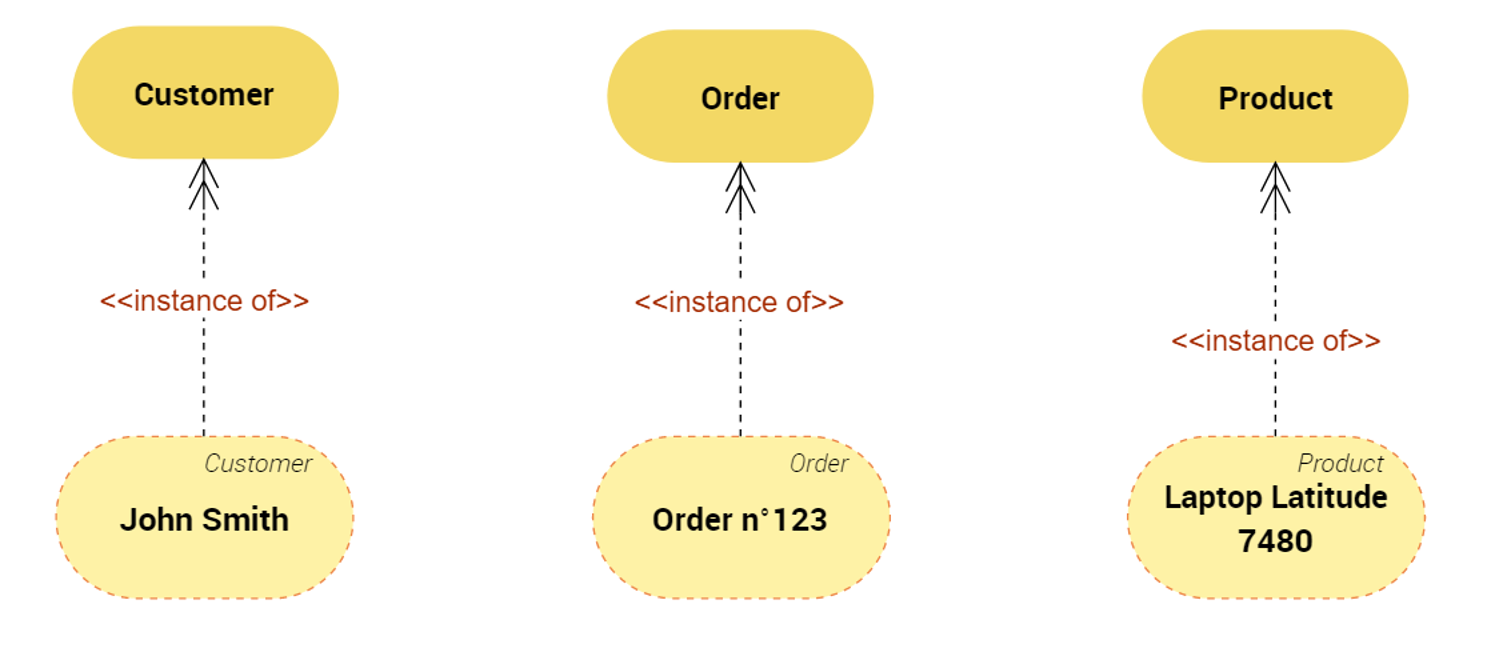 Customer
Order
Product
<<instance of>>
<<instance of>>
<<instance of>>
Customer
John Smith
Order
Order n°123
Product
Laptop Latitude
7480